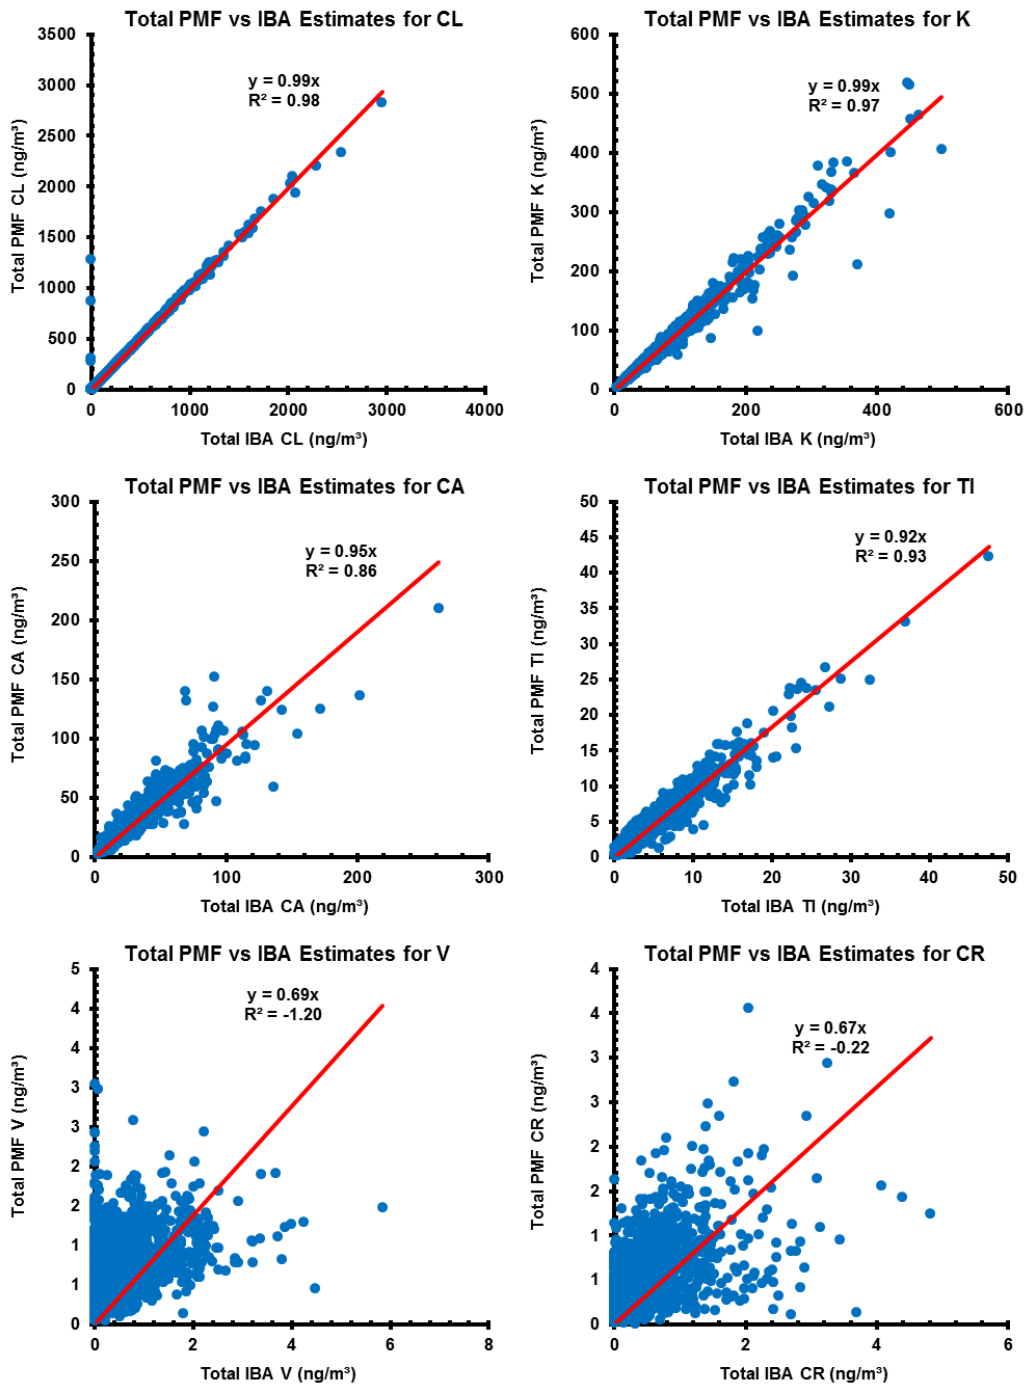 Total PMF vs IBA Estimates for CL
Total PMF CL (ng/m³)
3500
3000
2500
2000
1500
1000
500
0
y = 0.99x
R² = 0.98
0 1000 2000 3000 4000
Total IBA CL (ng/m³)
Total PMF vs IBA Estimates for K
Total PMF K (ng/m³)
600
500
400
300
200
100
0
y = 0.99x
R² = 0.97
0 200 400 600
Total IBA K (ng/m³)
Total PMF vs IBA Estimates for CA
Total PMF CA (ng/m³)
300
250
200
150
100
50
0
y = 0.95x
R² = 0.86
0 100 200 300
Total IBA CA (ng/m³)
Total PMF vs IBA Estimates for TI
Total PMF TI (ng/m³)
50
45
40
35
30
25
20
15
10
5
0
y = 0.92x
R² = 0.93
0 10 20 30 40 50
Total IBA TI (ng/m³)
Total PMF vs IBA Estimates for V
Total PMF V (ng/m³)
5
4
4
3
3
2
2
1
1
0
y = 0.69x
R² = -1.20
0 2 4 6 8
Total IBA V (ng/m³)
Total PMF vs IBA Estimates for CR
Total PMF CR (ng/m³)
4
4
3
3
2
2
1
1
0
y = 0.67x
R² = -0.22
0 2 4 6
Total IBA CR (ng/m³)